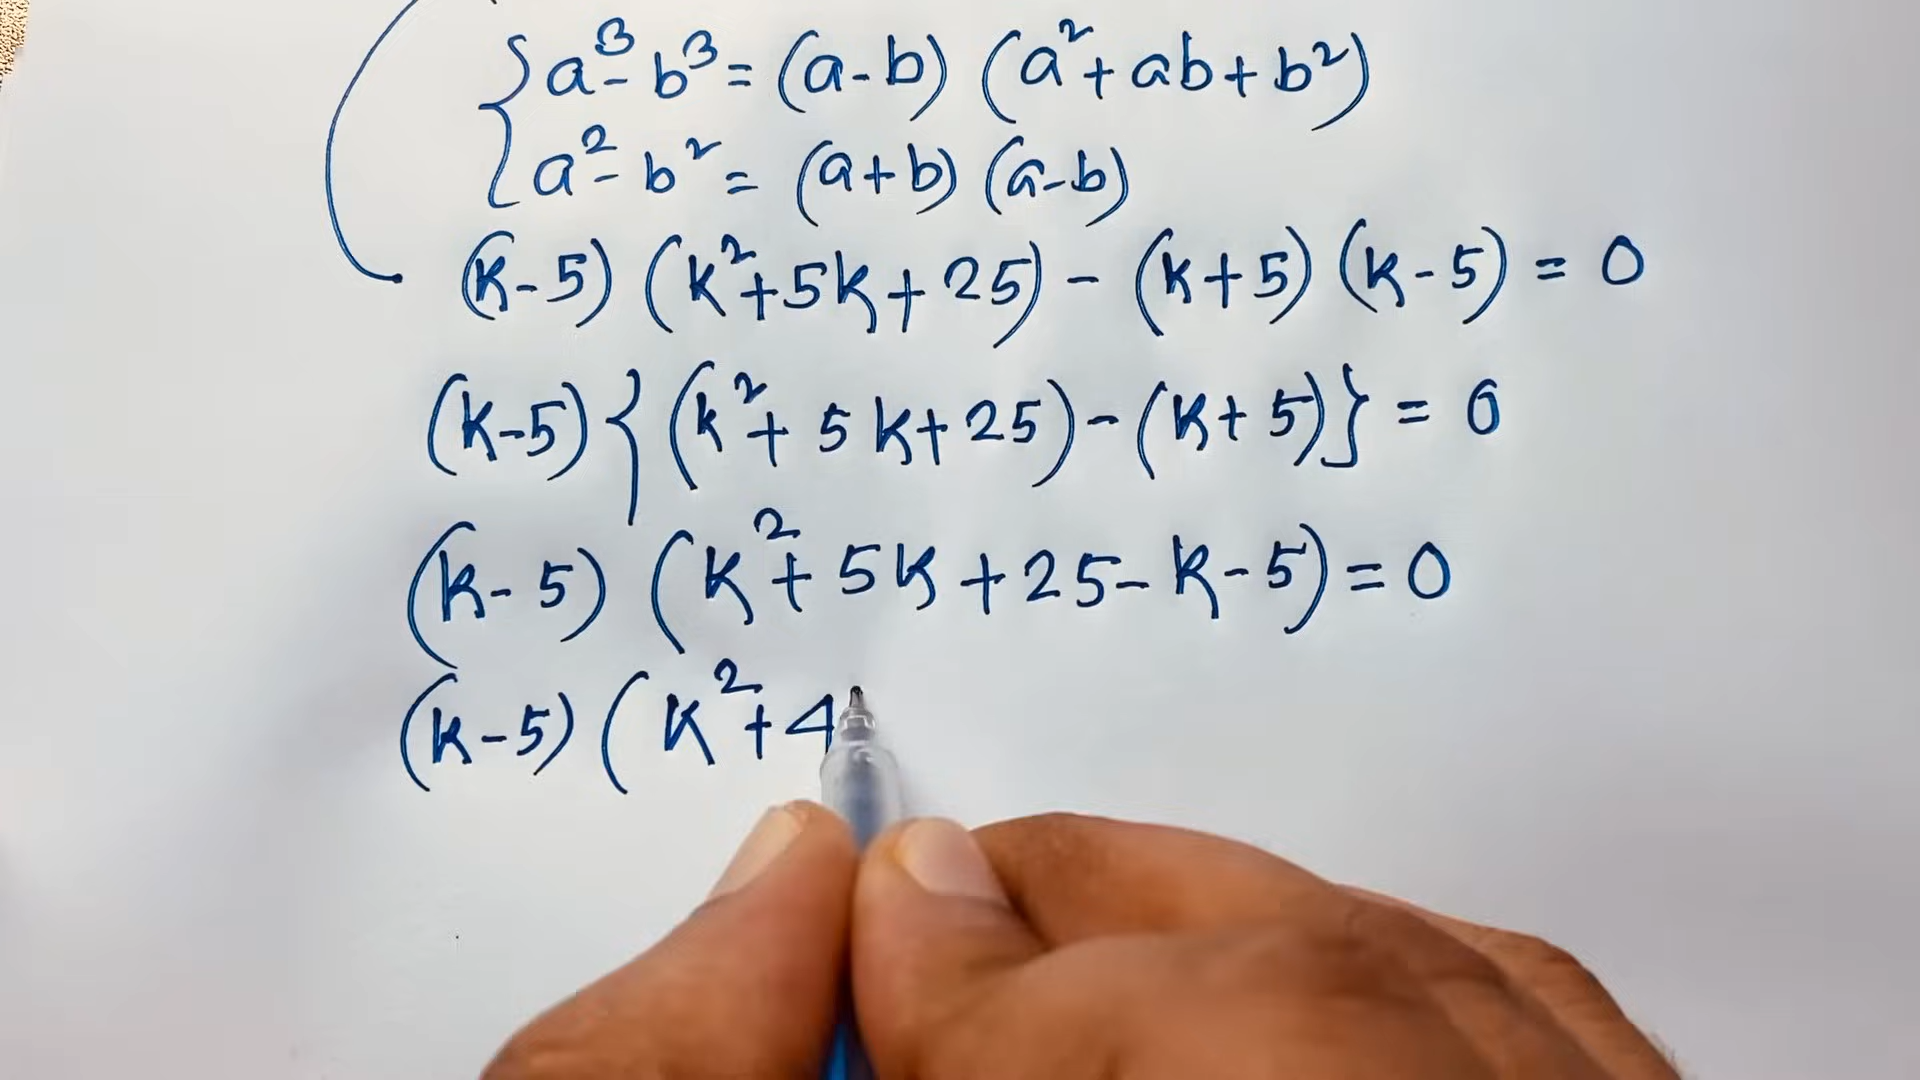 a³ - b³ = (a - b) (a² + ab + b²)
a² - b² = (a + b) (a - b)
(k - 5) (k² + 5k + 25) - (k + 5) (k - 5) = 0
(k - 5) { (k² + 5k + 25) - (k + 5) } = 0
(k - 5) (k² + 5k + 25 - k - 5) = 0
(k - 5) (k² + 4